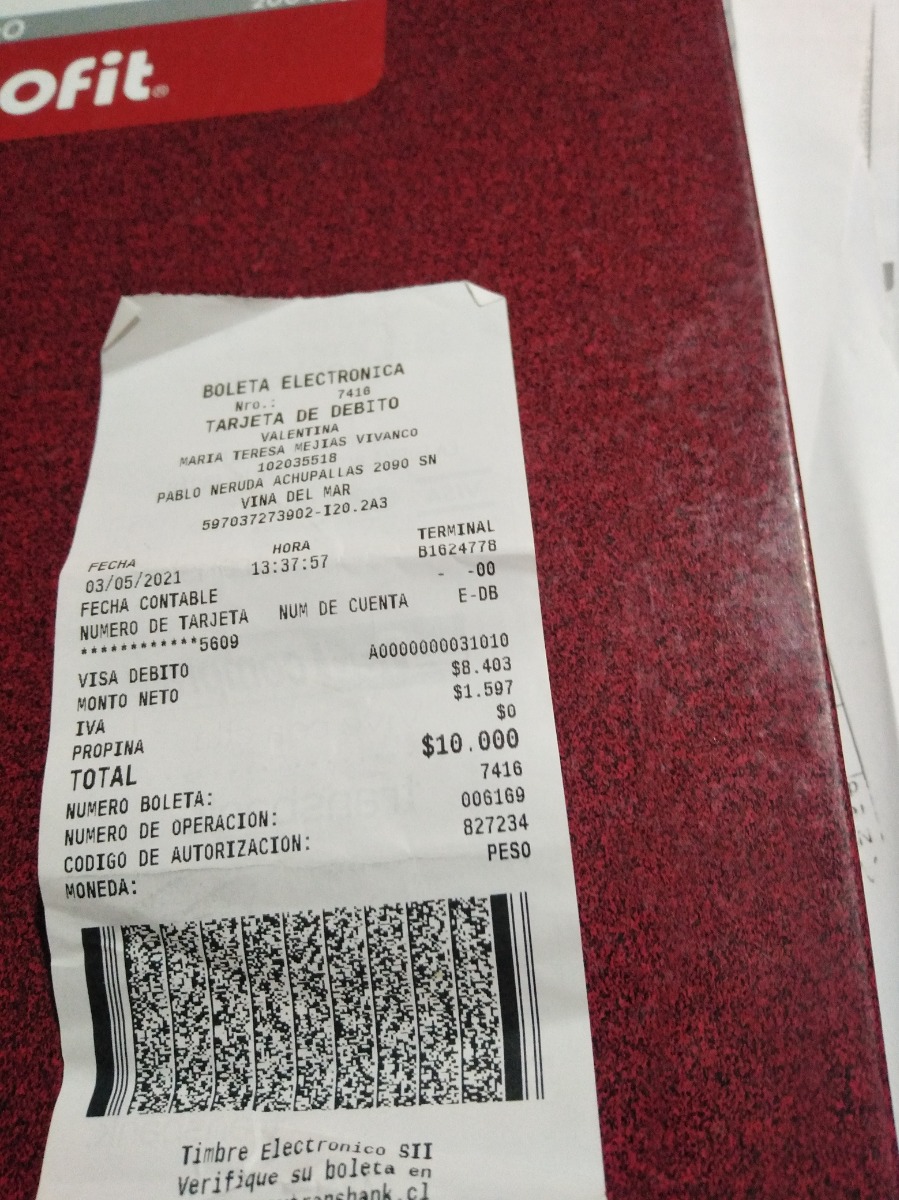 ofit®
BOLETA ELECTRONICA
Nro.: 7416
TARJETA DE DEBITO
VALENTINA
MARIA TERESA MEJIAS VIVANCO
102035518
PABLO NERUDA ACHUPALLAS 2090 SN
VINA DEL MAR
597037273902-I20.2A3
FECHA HORA TERMINAL
03/05/2021 13:37:57 B1624778
FECHA CONTABLE - -00
NUMERO DE TARJETA NUM DE CUENTA E-DB
************5609
VISA DEBITO A0000000031010
MONTO NETO $8.403
IVA $1.597
PROPINA $0
TOTAL $10.000
NUMERO BOLETA: 7416
NUMERO DE OPERACION: 006169
CODIGO DE AUTORIZACION: 827234
MONEDA: PESO
Timbre Electronico SII
Verifique su boleta en
transbank.cl